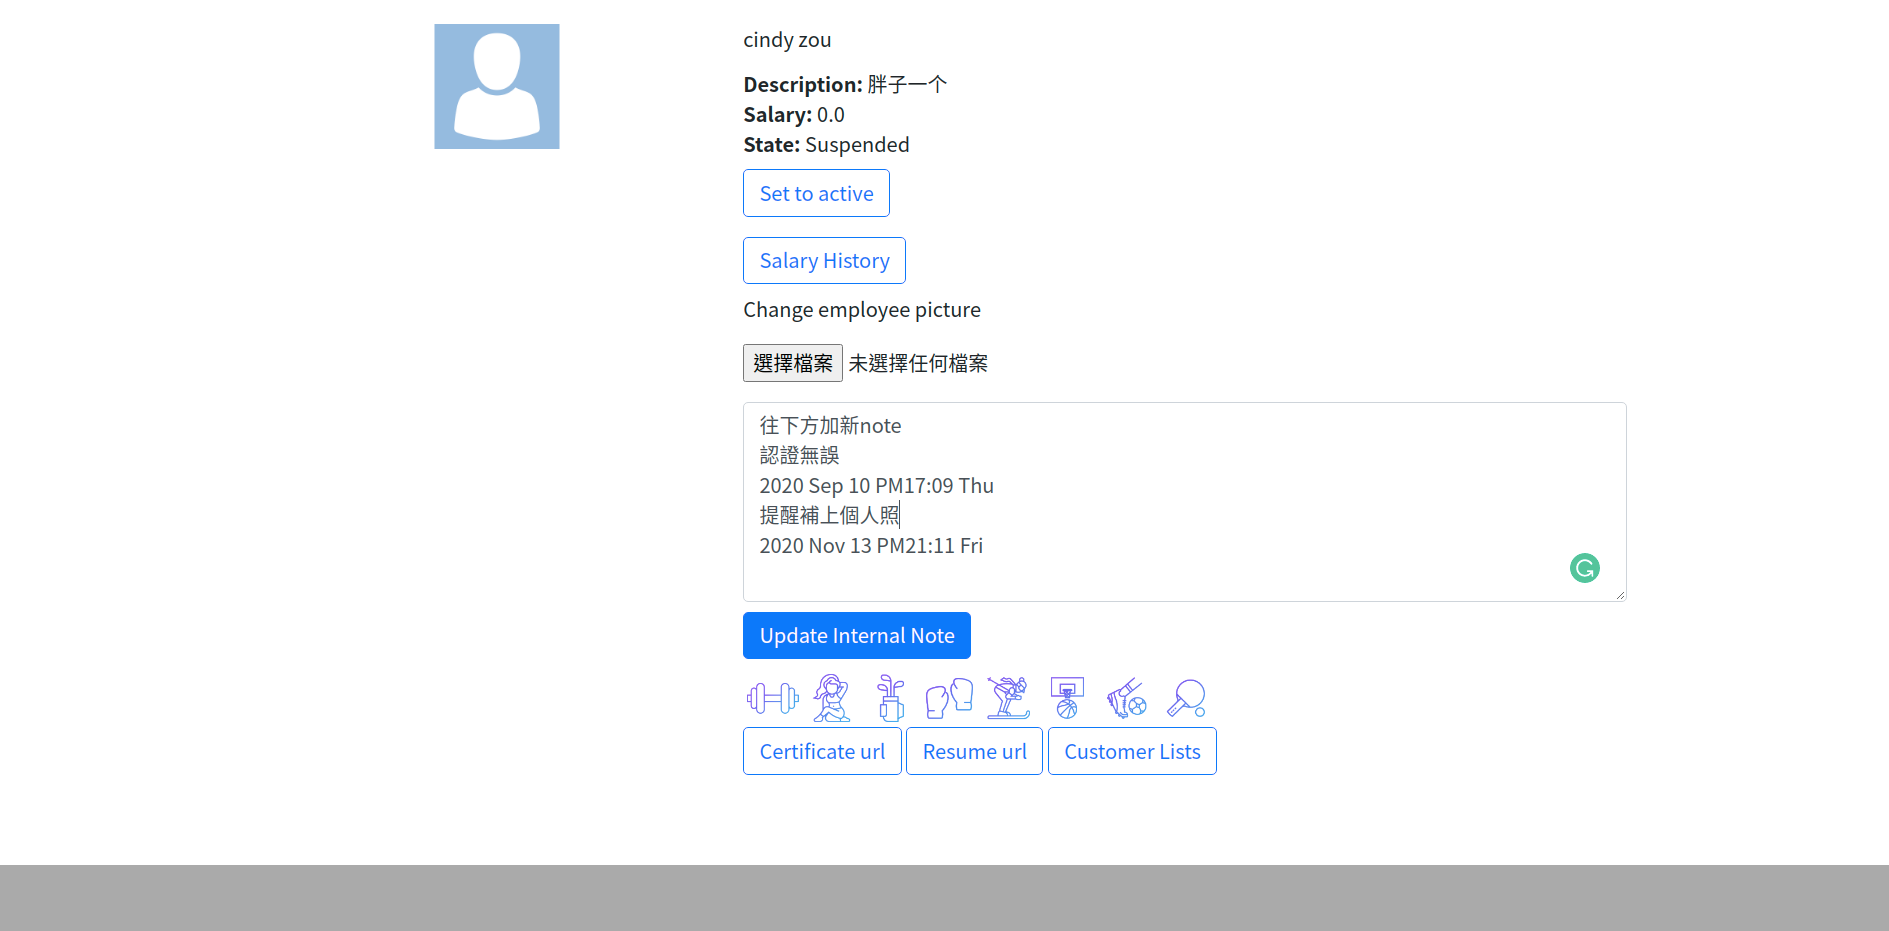 cindy zou
Description: 胖子一个
Salary: 0.0
State: Suspended
Set to active
Salary History
Change employee picture
選擇檔案 未選擇任何檔案
往下方加新note
認證無誤
2020 Sep 10 PM17:09 Thu
提醒補上個人照
2020 Nov 13 PM21:11 Fri
Update Internal Note
Certificate url Resume url Customer Lists